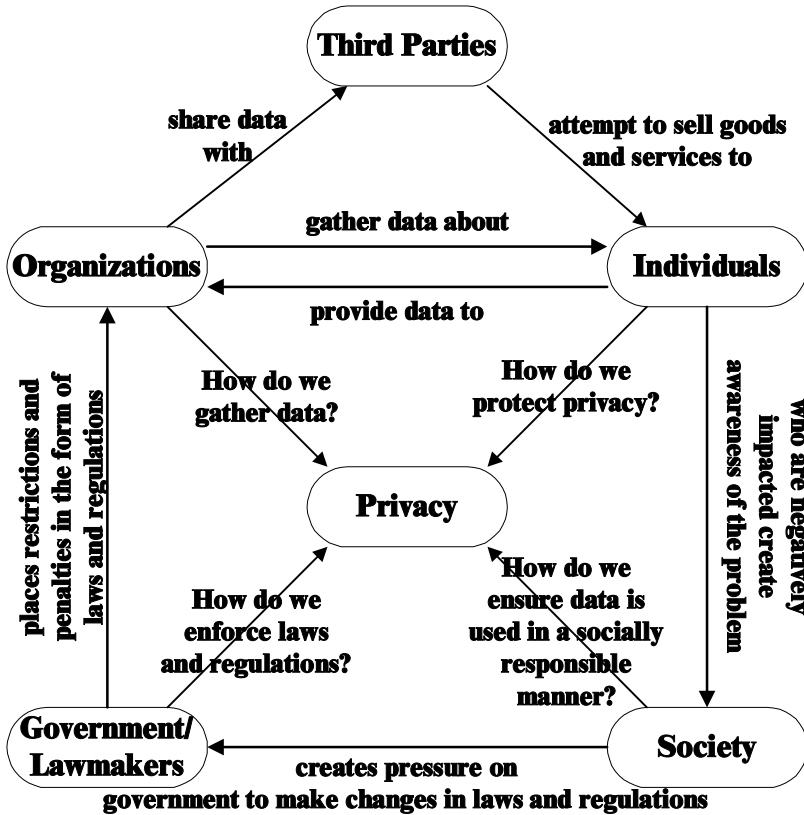 Third Parties
share data
with
attempt to sell goods
and services to
gather data about
Organizations
Individuals
provide data to
How do we
gather data?
How do we
protect privacy?
places restrictions and
penalties in the form of
laws and regulations
who are negatively
impacted create
awareness of the problem
Privacy
How do we
enforce laws
and regulations?
How do we
ensure data is
used in a socially
responsible
manner?
Government/
Lawmakers
Society
creates pressure on
government to make changes in laws and regulations